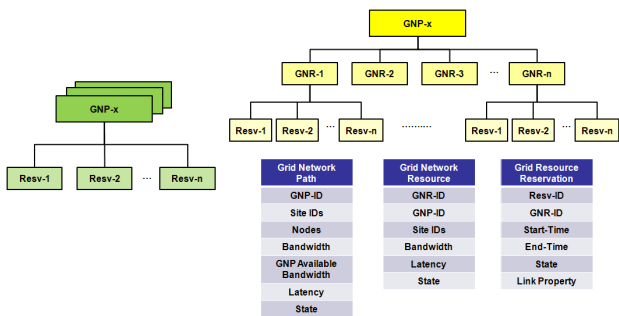 GNP-x
GNR-1 GNR-2 GNR-3 ... GNR-n
GNP-x
Resv-1 Resv-2 ... Resv-n .......... Resv-1 Resv-2 ... Resv-n
Resv-1 Resv-2 ... Resv-n
Grid Network
Path
GNP-ID
Site IDs
Nodes
Bandwidth
GNP Available
Bandwidth
Latency
State
Grid Network
Resource
GNR-ID
GNP-ID
Site IDs
Bandwidth
Latency
State
Grid Resource
Reservation
Resv-ID
GNR-ID
Start-Time
End-Time
State
Link Property